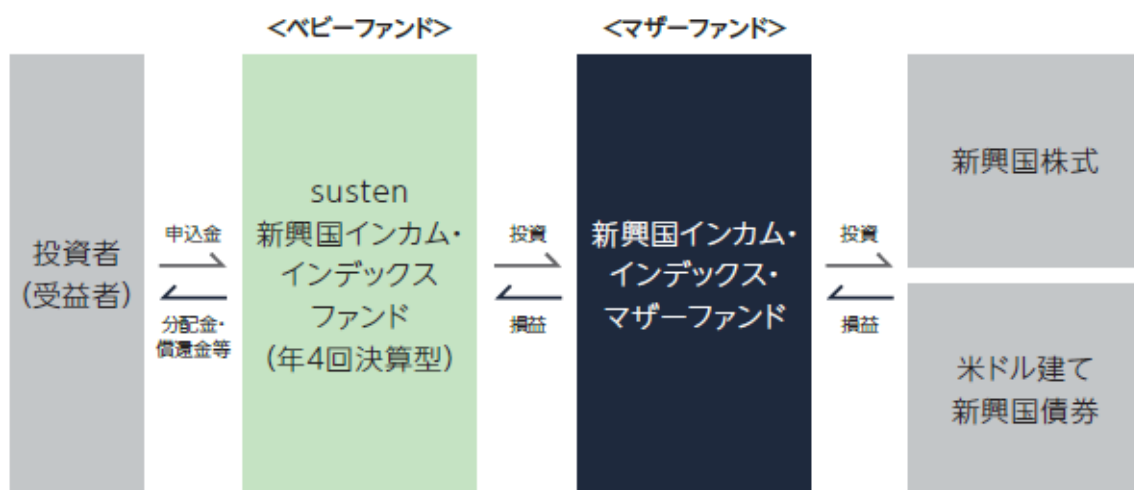 <ベビーファンド>
<マザーファンド>
投資者
(受益者)
申込金
分配金・
償還金等
susten
新興国インカム・
インデックス
ファンド
(年4回決算型)
投資
損益
新興国インカム・
インデックス・
マザーファンド
投資
損益
新興国株式
米ドル建て
新興国債券